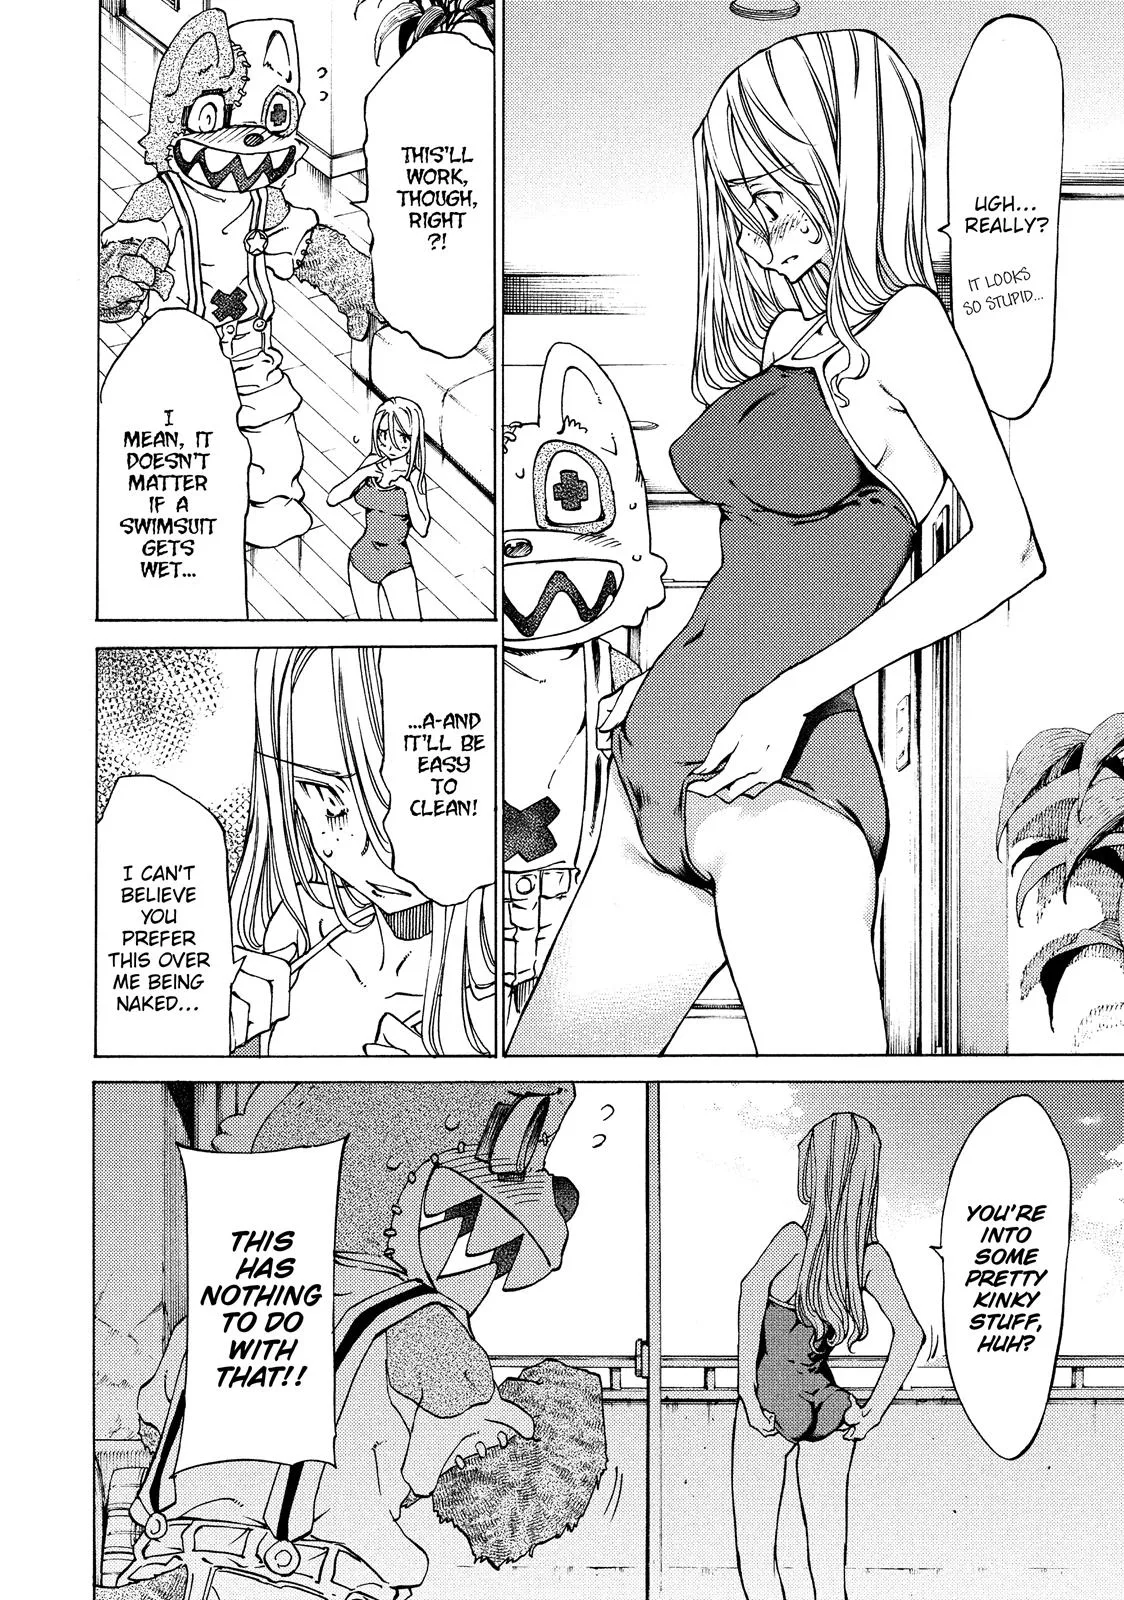 UGH...
REALLY?
IT LOOKS
SO STUPID...
THIS'LL
WORK,
THOUGH,
RIGHT
?!
I
MEAN, IT
DOESN'T
MATTER
IF A
SWIMSUIT
GETS
WET...
...A-AND
IT'LL BE
EASY
TO
CLEAN!
I CAN'T
BELIEVE
YOU
PREFER
THIS OVER
ME BEING
NAKED...
YOU'RE
INTO
SOME
PRETTY
KINKY
STUFF,
HUH?
THIS
HAS
NOTHING
TO DO
WITH
THAT!!